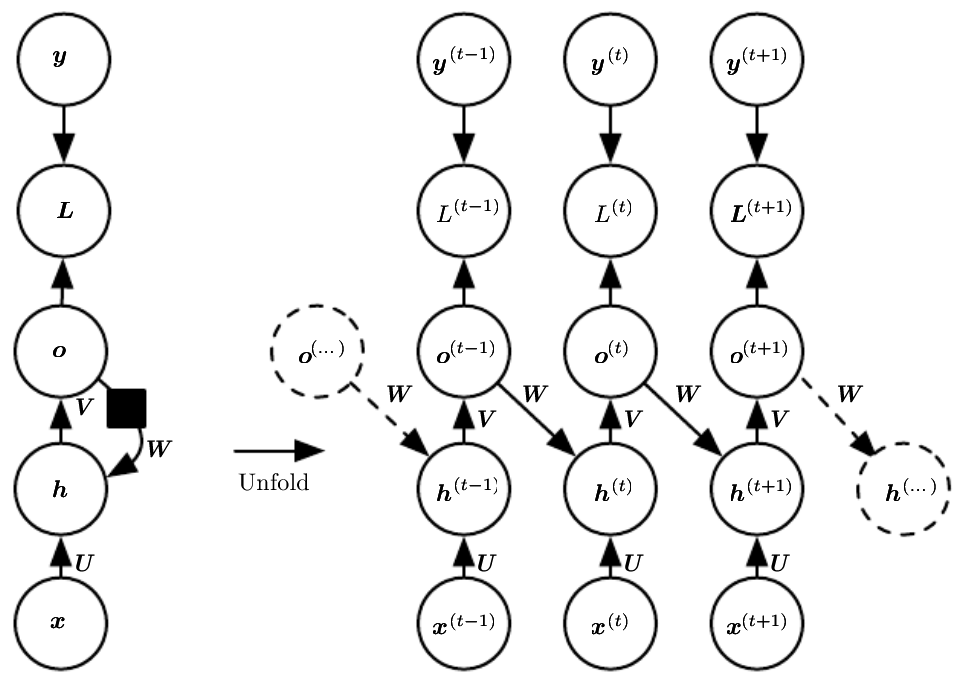 y y^(t−1) y^(t) y^(t+1)
L L^(t−1) L^(t) L^(t+1)
o o^(...) o^(t−1) o^(t) o^(t+1)
V W W W W W
V V V
h Unfold h^(t−1) h^(t) h^(t+1) h^(...)
U U U U
x x^(t−1) x^(t) x^(t+1)